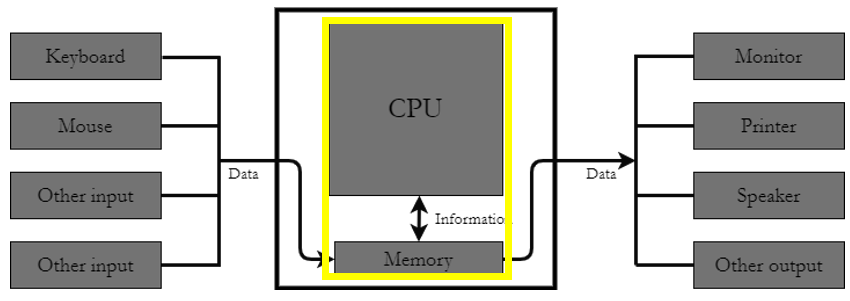 Keyboard
Mouse
Other input
Other input
Data
CPU
Information
Memory
Data
Monitor
Printer
Speaker
Other output